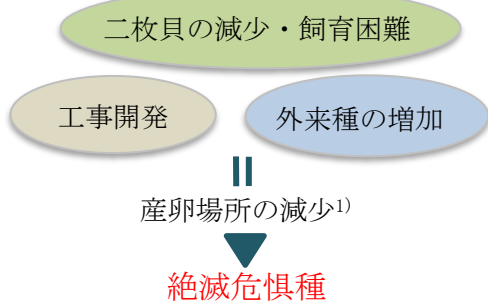 二枚貝の減少・飼育困難
工事開発
外来種の増加
産卵場所の減少1)
絶滅危惧種